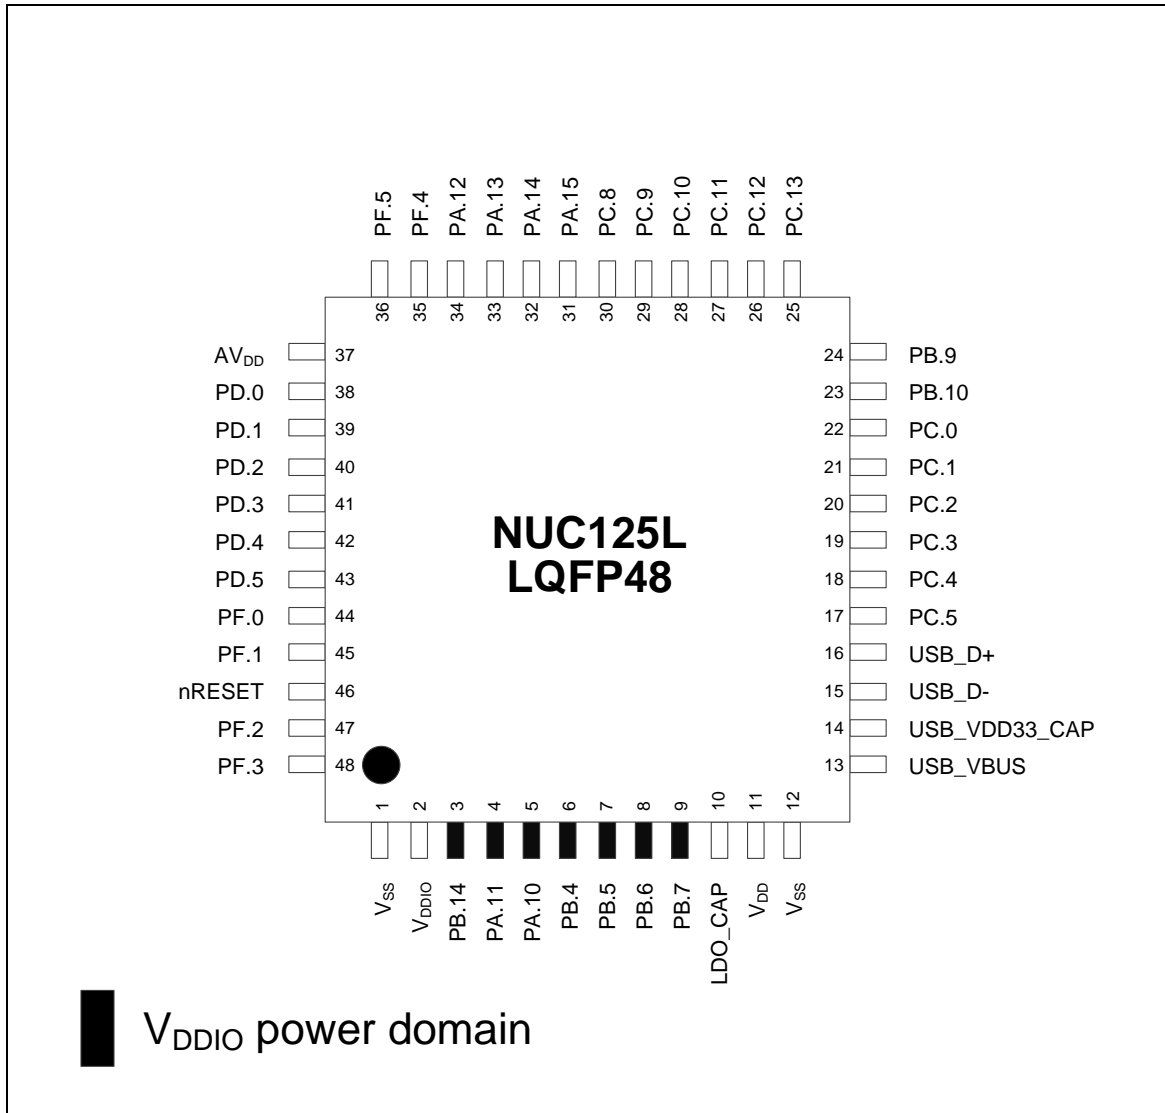 PF.5
PF.4
PA.12
PA.13
PA.14
PA.15
PC.8
PC.9
PC.10
PC.11
PC.12
PC.13
36
35
34
33
32
31
30
29
28
27
26
25
AVDD 37
PD.0 38
PD.1 39
PD.2 40
PD.3 41
PD.4 42
PD.5 43
PF.0 44
PF.1 45
nRESET 46
PF.2 47
PF.3 48
NUC125L
LQFP48
24 PB.9
23 PB.10
22 PC.0
21 PC.1
20 PC.2
19 PC.3
18 PC.4
17 PC.5
16 USB_D+
15 USB_D-
14 USB_VDD33_CAP
13 USB_VBUS
1
2
3
4
5
6
7
8
9
10
11
12
VSS
VDDIO
PB.14
PA.11
PA.10
PB.4
PB.5
PB.6
PB.7
LDO_CAP
VDD
VSS
VDDIO power domain